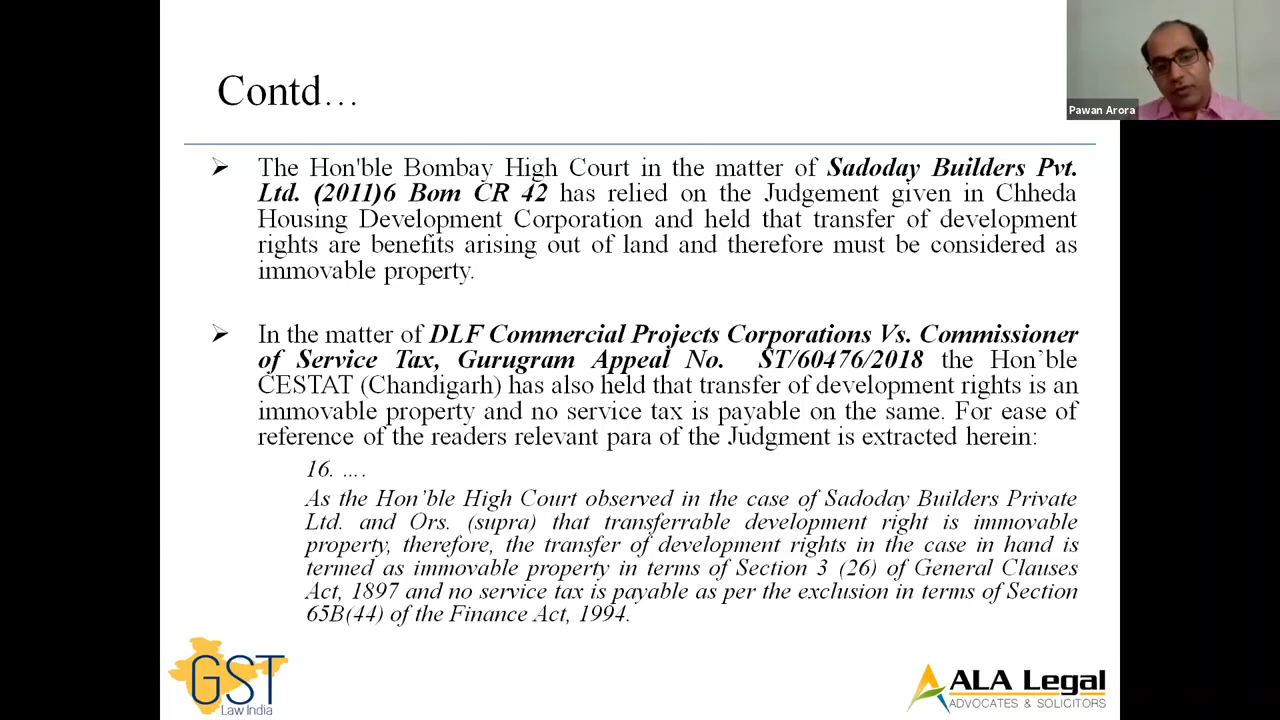 Contd…
Pawan Arora
The Hon'ble Bombay High Court in the matter of Sadoday Builders Pvt.
Ltd. (2011)6 Bom CR 42 has relied on the Judgement given in Chheda
Housing Development Corporation and held that transfer of development
rights are benefits arising out of land and therefore must be considered as
immovable property.
In the matter of DLF Commercial Projects Corporations Vs. Commissioner
of Service Tax, Gurugram Appeal No. ST/60476/2018 the Hon’ble
CESTAT (Chandigarh) has also held that transfer of development rights is an
immovable property and no service tax is payable on the same. For ease of
reference of the readers relevant para of the Judgment is extracted herein:
16. ….
As the Hon’ble High Court observed in the case of Sadoday Builders Private
Ltd. and Ors. (supra) that transferrable development right is immovable
property, therefore, the transfer of development rights in the case in hand is
termed as immovable property in terms of Section 3 (26) of General Clauses
Act, 1897 and no service tax is payable as per the exclusion in terms of Section
65B(44) of the Finance Act, 1994.
GST
Law India
ALA Legal
ADVOCATES & SOLICITORS